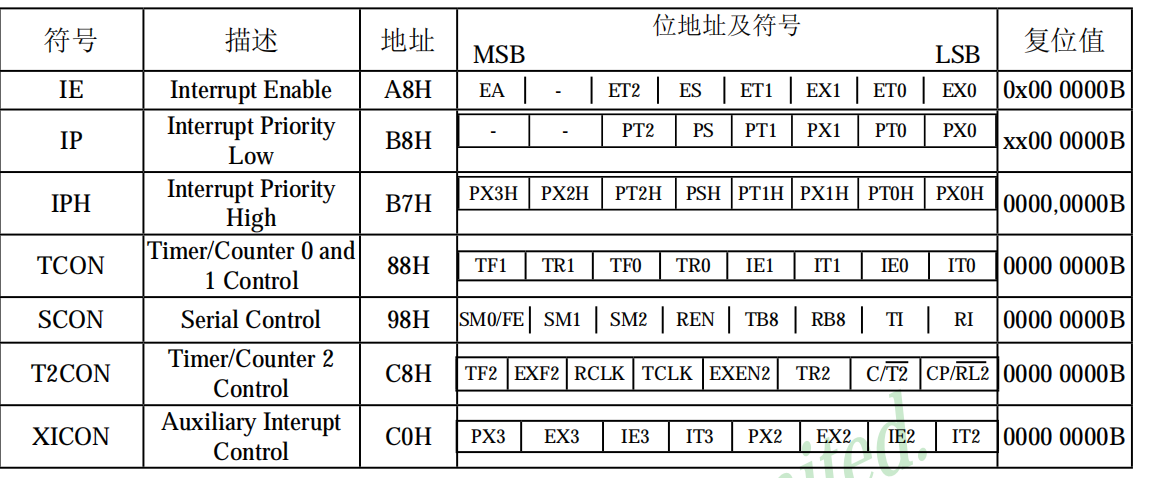 符号 描述 地址 位地址及符号 复位值
MSB LSB
IE Interrupt Enable A8H EA - ET2 ES ET1 EX1 ET0 EX0 0x00 0000B
IP Interrupt Priority Low B8H - - PT2 PS PT1 PX1 PT0 PX0 xx00 0000B
IPH Interrupt Priority High B7H PX3H PX2H PT2H PSH PT1H PX1H PT0H PX0H 0000,0000B
TCON Timer/Counter 0 and 1 Control 88H TF1 TR1 TF0 TR0 IE1 IT1 IE0 IT0 0000 0000B
SCON Serial Control 98H SM0/FE SM1 SM2 REN TB8 RB8 TI RI 0000 0000B
T2CON Timer/Counter 2 Control C8H TF2 EXF2 RCLK TCLK EXEN2 TR2 C/T2 CP/RL2 0000 0000B
XICON Auxiliary Interupt Control C0H PX3 EX3 IE3 IT3 PX2 EX2 IE2 IT2 0000 0000B